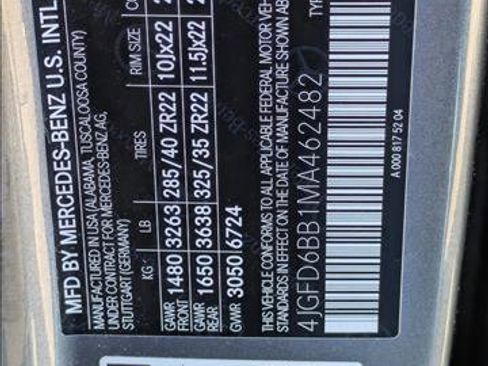 MFD BY MERCEDES-BENZ U.S. INTL.
MANUFACTURED IN USA (ALABAMA, TUSCALOOSA COUNTY)
UNDER CONTRACT FOR MERCEDES-BENZ AG,
STUTTGART (GERMANY)
KG LB TIRES RIM SIZE
GAWR FRONT 1480 3263 285/40 ZR22 10Jx22
GAWR REAR 1650 3638 325/35 ZR22 11.5Jx22
GWR 3050 6724
THIS VEHICLE CONFORMS TO ALL APPLICABLE FEDERAL MOTOR
STANDARDS IN EFFECT ON THE DATE OF MANUFACTURE SHOWN
4JGFD6BB1MA462482
A 000 817 52 04